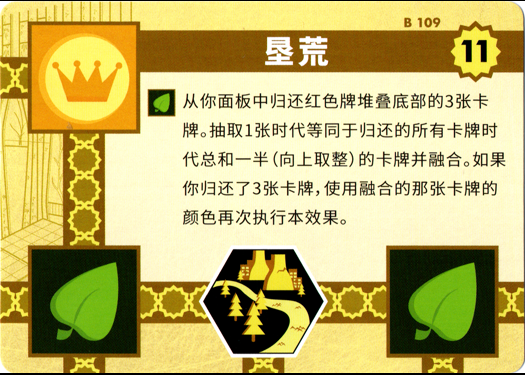 B 109
垦荒
11
从你面板中归还红色牌堆叠底部的3张卡
牌。抽取1张时代等同于归还的所有卡牌时
代总和一半(向上取整)的卡牌并融合。如果
你归还了3张卡牌,使用融合的那张卡牌的
颜色再次执行本效果。